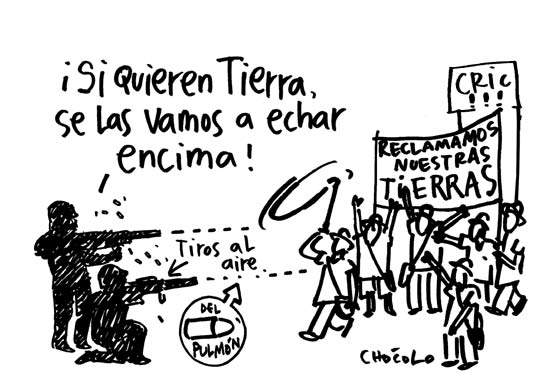 ¡Si quieren Tierra,
se las vamos a echar
encima!
CRIC
!!!
RECLAMAMOS
NUESTRAS
TiERRAS
Tiros al
aire
DEL
PULMÓN
CHóCoLo